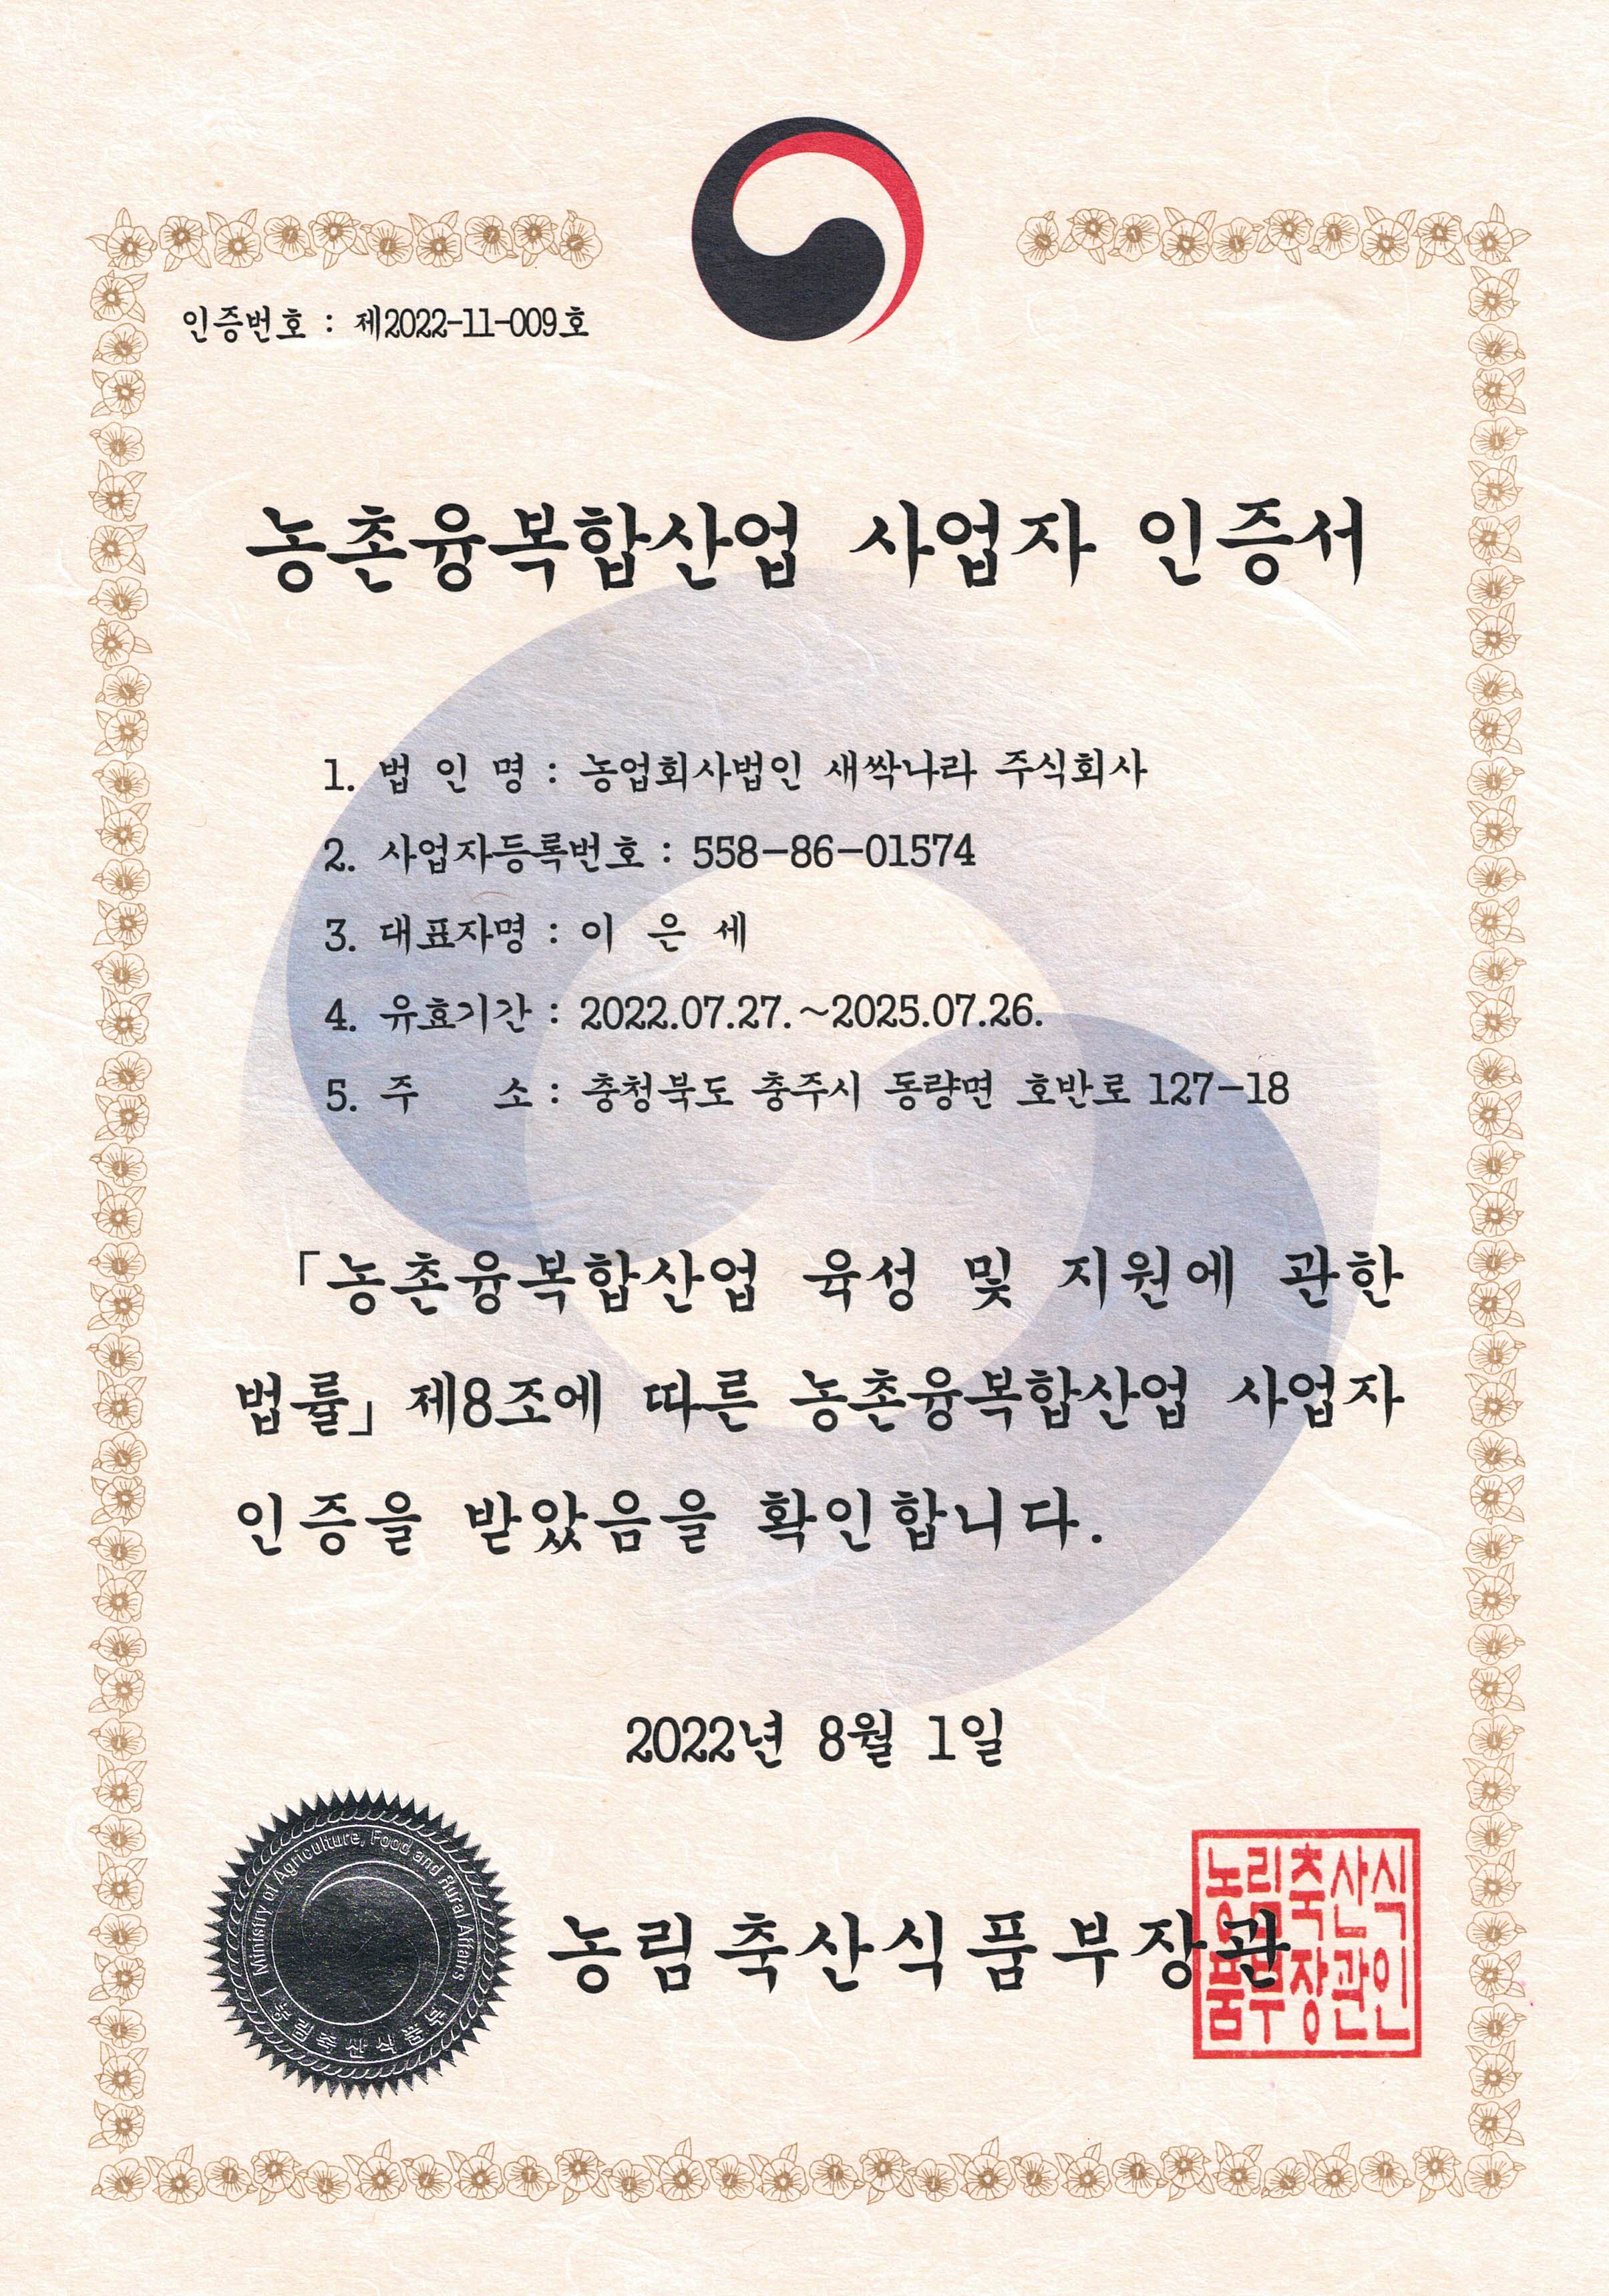 인증번호 : 제2022-11-009호
농촌융복합산업 사업자 인증서
1. 법 인 명 : 농업회사법인 새싹나라 주식회사
2. 사업자등록번호 : 558-86-01574
3. 대표자명 : 이 은 세
4. 유효기간 : 2022.07.27.~2025.07.26.
5. 주 소 : 충청북도 충주시 동량면 호반로 127-18
「농촌융복합산업 육성 및 지원에 관한
법률」 제8조에 따른 농촌융복합산업 사업자
인증을 받았음을 확인합니다.
2022년 8월 1일
Ministry of Agriculture, Food and Rural Affairs
농림축산식품부
농림축산식품부장관
농림축산식
품부장관인